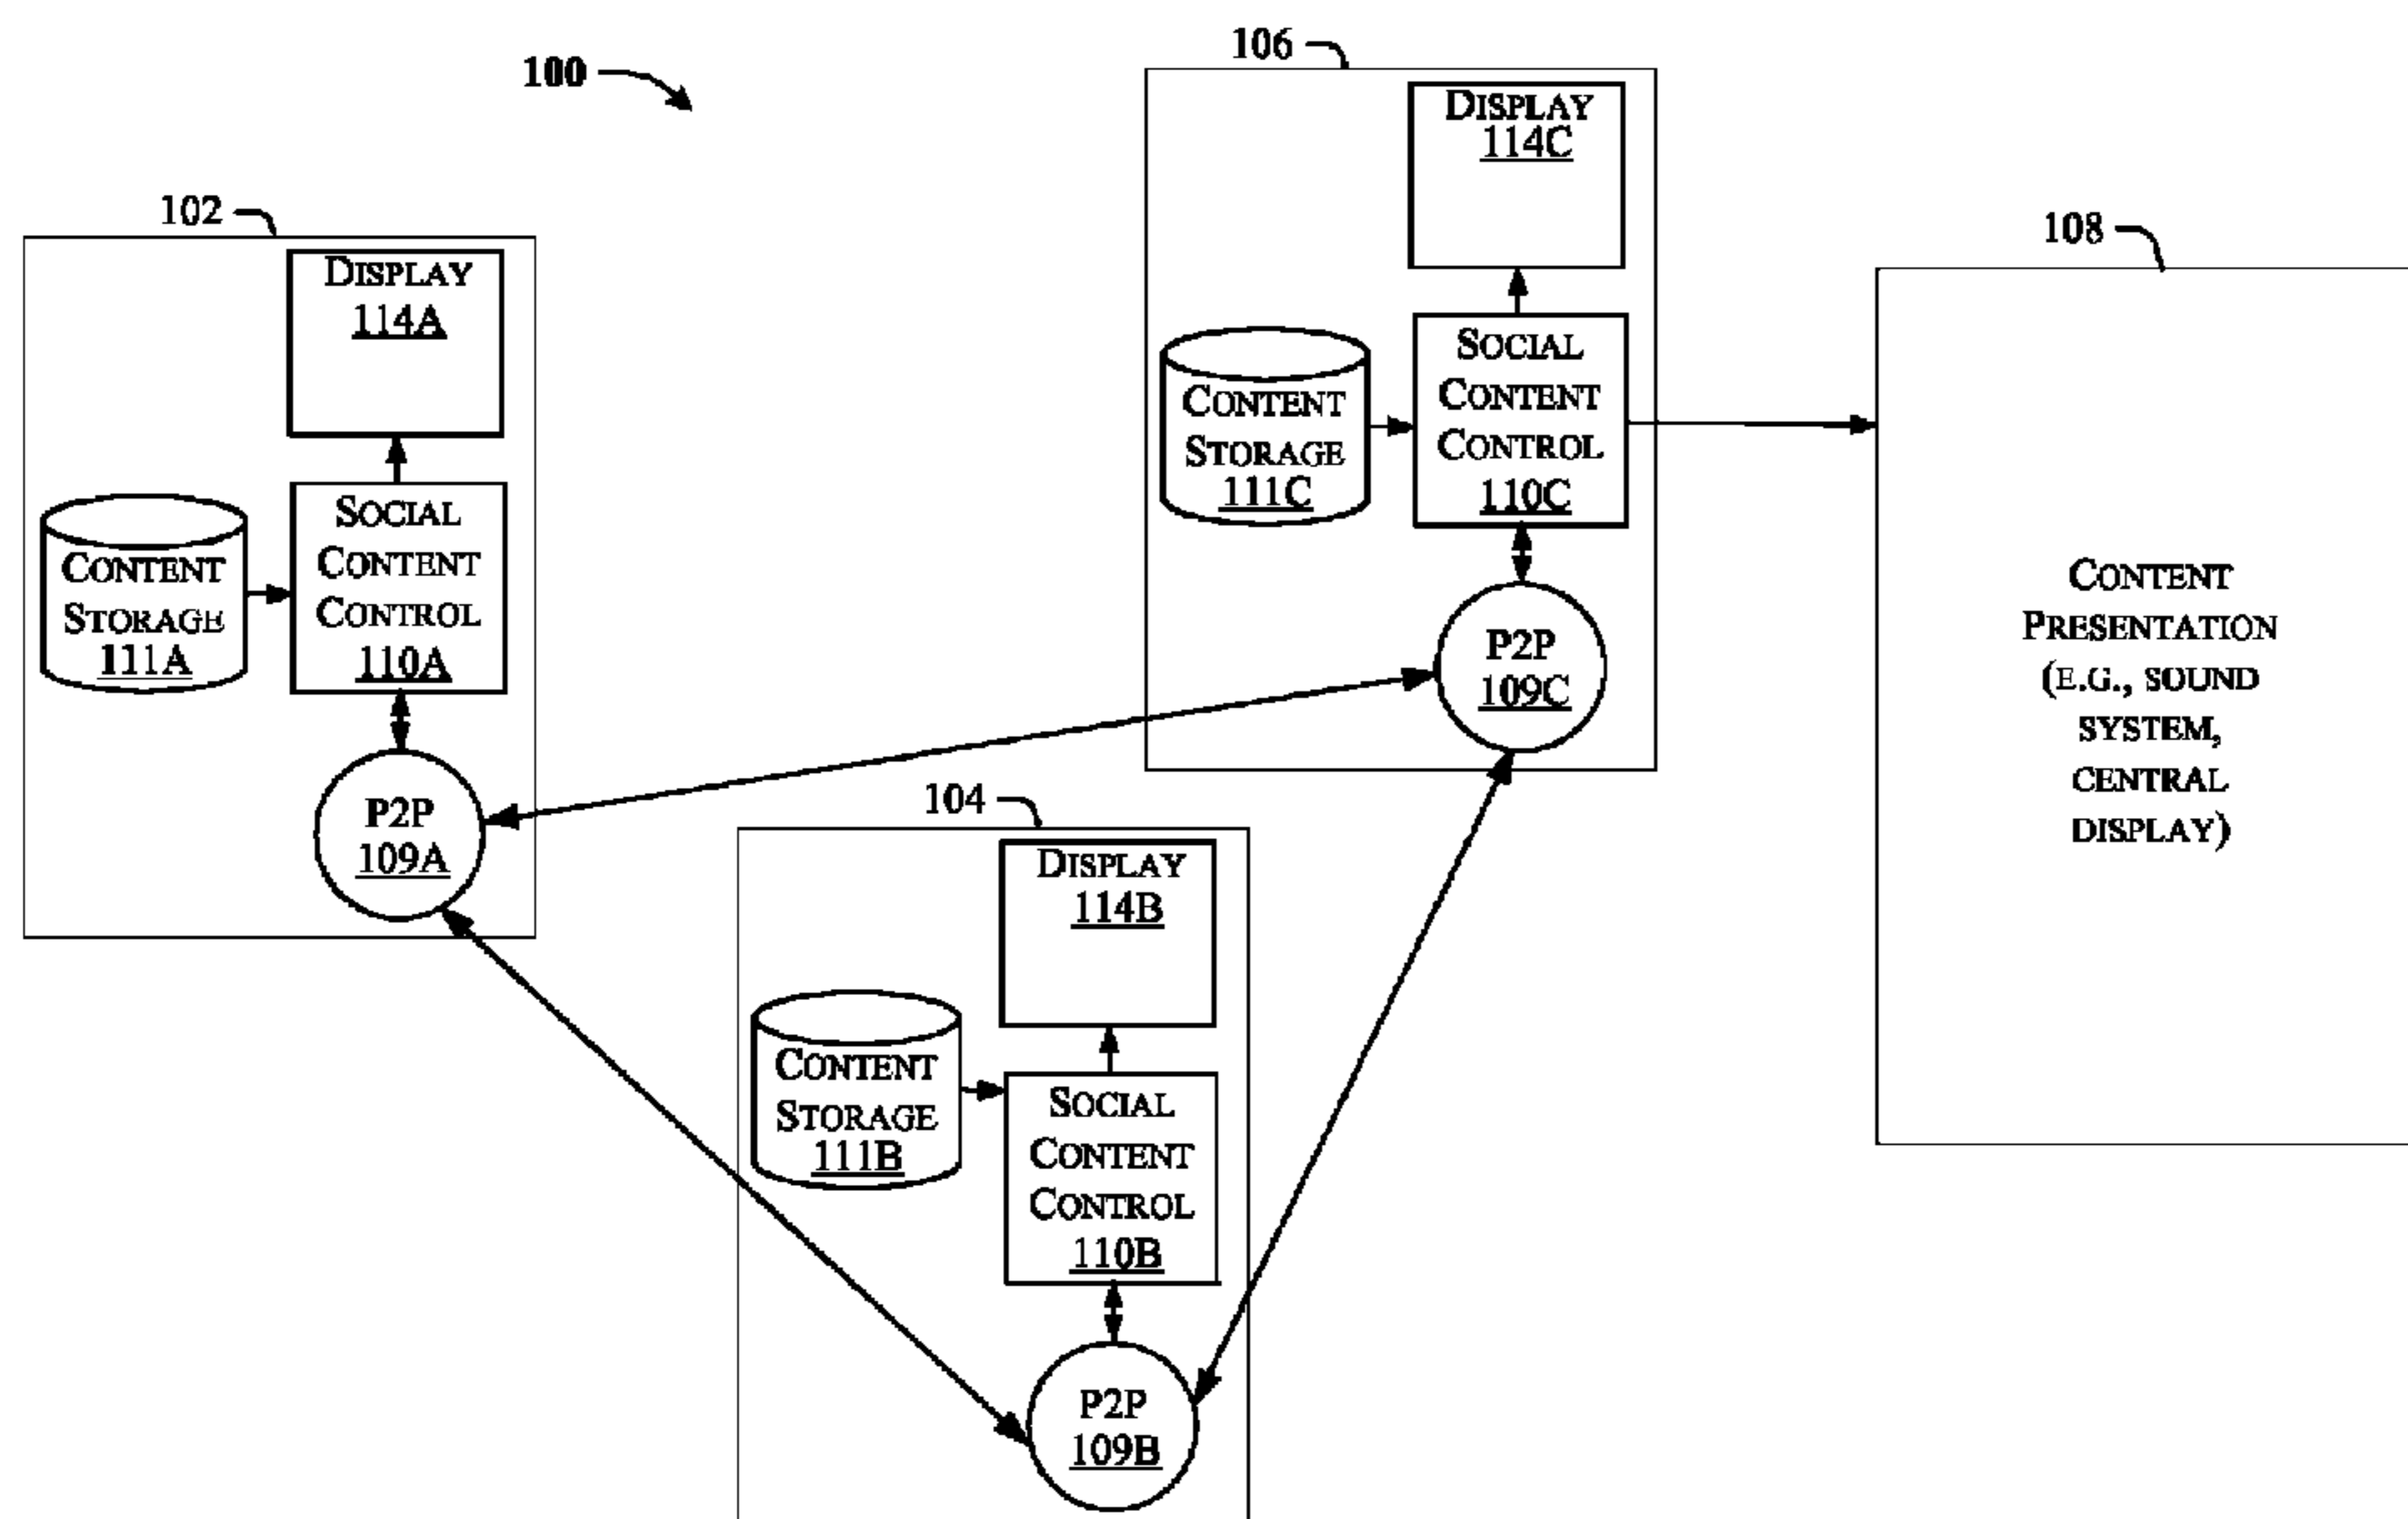 100
106
DISPLAY
114C
SOCIAL
CONTENT
CONTROL
110C
CONTENT
STORAGE
111C
P2P
109C
102
DISPLAY
114A
SOCIAL
CONTENT
CONTROL
110A
CONTENT
STORAGE
111A
P2P
109A
104
DISPLAY
114B
SOCIAL
CONTENT
CONTROL
110B
CONTENT
STORAGE
111B
P2P
109B
108
CONTENT
PRESENTATION
(E.G., SOUND
SYSTEM,
CENTRAL
DISPLAY)